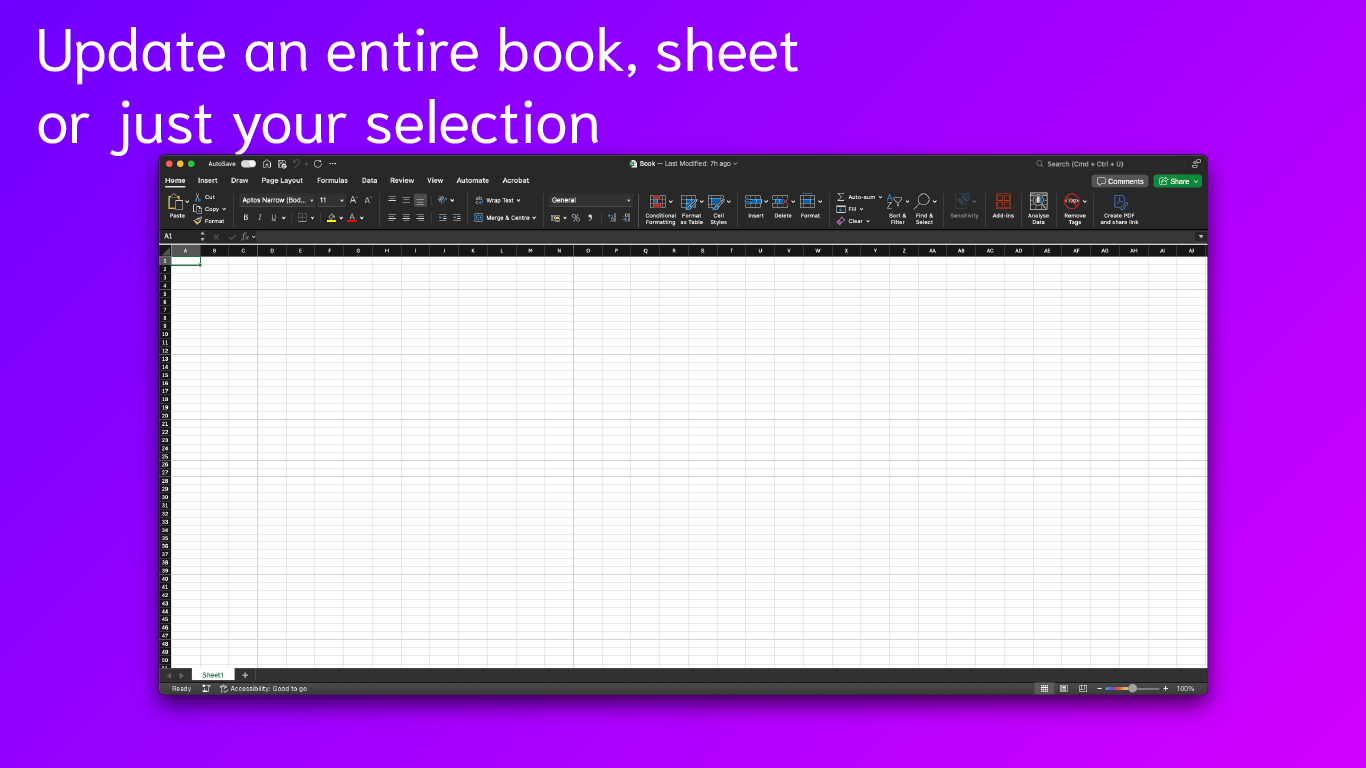 Update an entire book, sheet
or just your selection
AutoSave
Book — Last Modified: 7h ago
Search (Cmd + Ctrl + U)
Home Insert Draw Page Layout Formulas Data Review View Automate Acrobat
Comments Share
Paste Cut Copy Format
Aptos Narrow (Bod... 11
B I U
Wrap Text
Merge & Centre
General
Conditional Formatting
Format as Table
Cell Styles
Insert Delete Format
Auto-sum
Fill
Clear
Sort & Filter
Find & Select
Sensitivity
Add-ins
Analyse Data
Remove Tags
Create PDF and share link
A1 fx
A B C D E F G H I J K L M N O P Q R S T U V W X Y Z AA AB AC AD AE AF AG AH AI AJ
1
2
3
4
5
6
7
8
9
10
11
12
13
14
15
16
17
18
19
20
21
22
23
24
25
26
27
28
29
30
31
32
33
34
35
36
37
38
39
40
41
42
43
44
45
46
47
48
49
50
Sheet1 +
Ready Accessibility: Good to go
100%